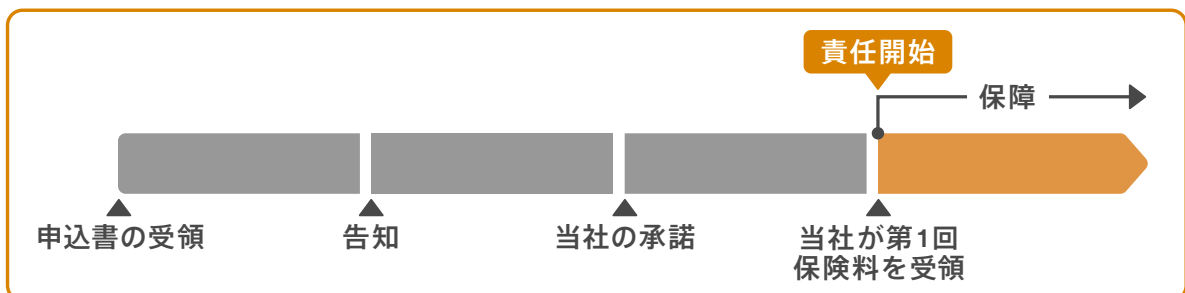 責任開始
保障
申込書の受領
告知
当社の承諾
当社が第1回
保険料を受領